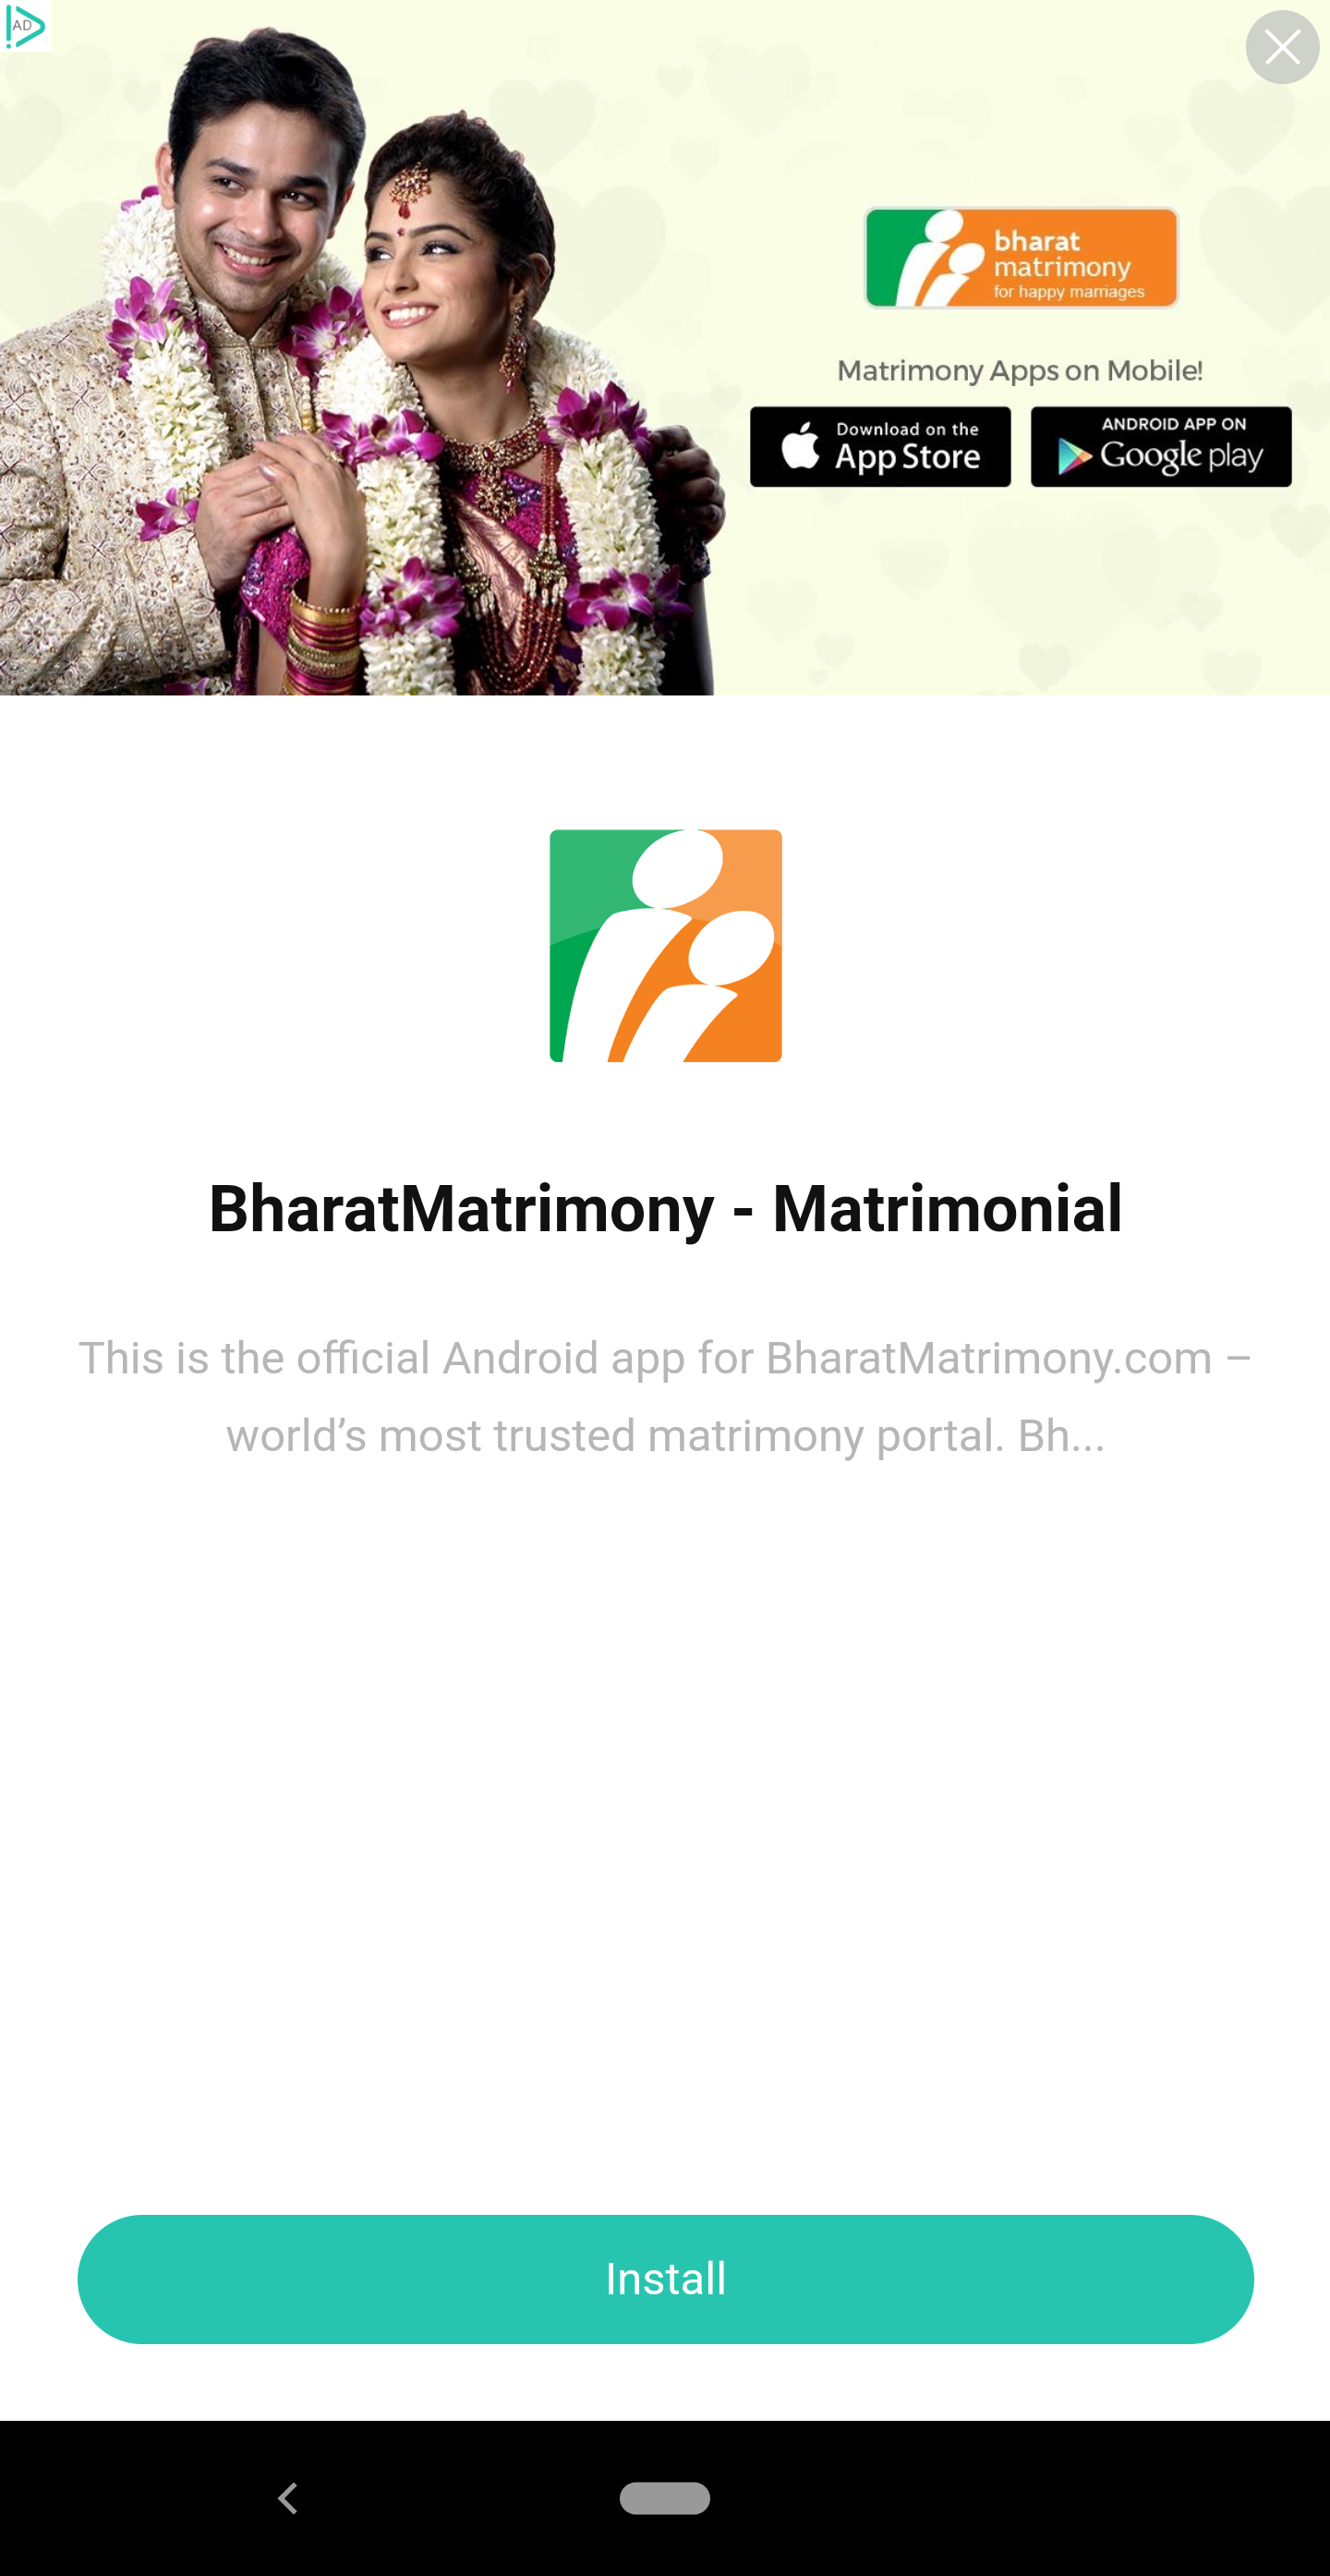 AD
bharat
matrimony
for happy marriages
Matrimony Apps on Mobile!
Download on the
App Store
ANDROID APP ON
Google play
BharatMatrimony - Matrimonial
This is the official Android app for BharatMatrimony.com –
world’s most trusted matrimony portal. Bh...
Install